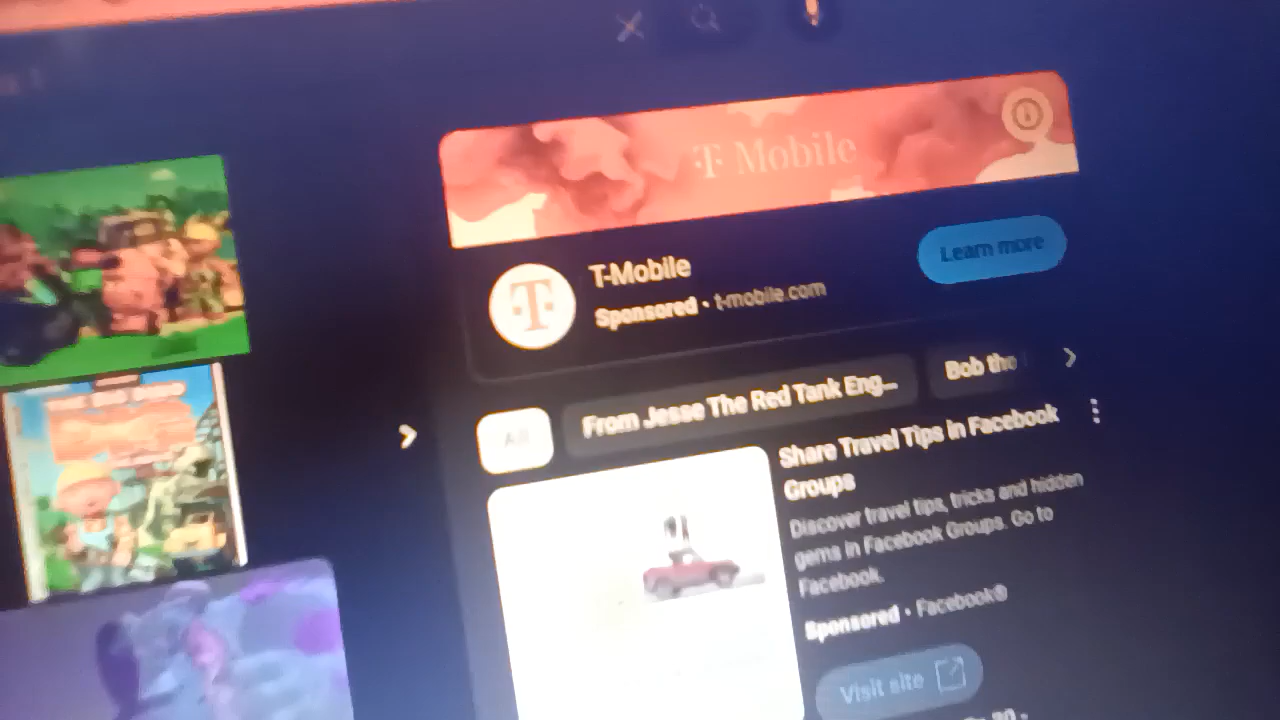 T Mobile
T-Mobile
Sponsored • t-mobile.com
Learn more
All
From Jesse The Red Tank Eng...
Bob the
Share Travel Tips in Facebook
Groups
Discover travel tips, tricks and hidden
gems in Facebook Groups. Go to
Facebook.
Sponsored • Facebook®
Visit site